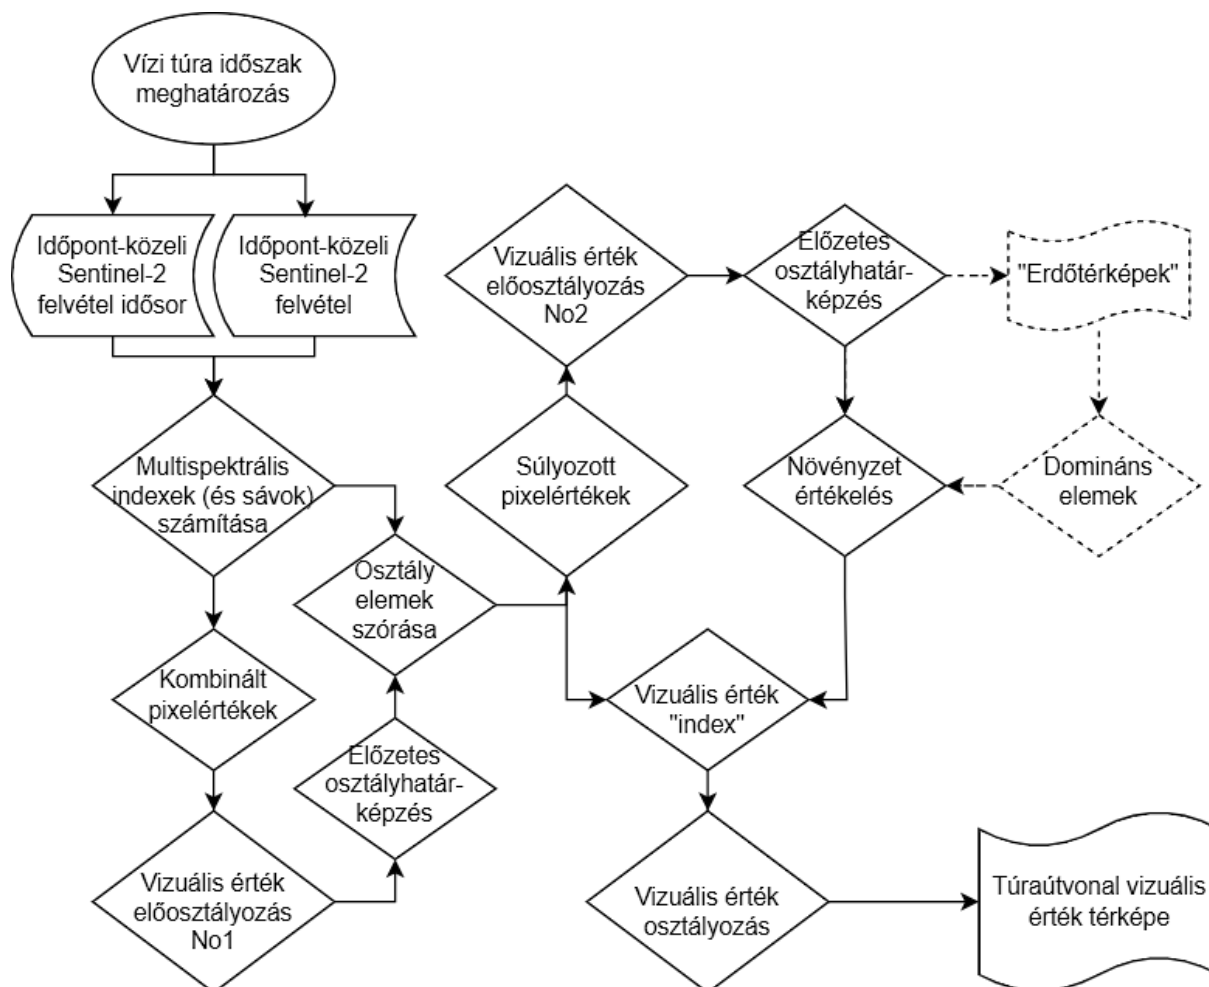 Vízi túra időszak
meghatározás
Időpont-közeli
Sentinel-2
felvétel idősor
Időpont-közeli
Sentinel-2
felvétel
Multispektrális
indexek (és sávok)
számítása
Kombinált
pixelértékek
Vizuális érték
előosztályozás
No1
Előzetes
osztályhatár-
képzés
Osztály
elemek
szórása
Súlyozott
pixelértékek
Vizuális érték
előosztályozás
No2
Előzetes
osztályhatár-
képzés
"Erdőtérképek"
Domináns
elemek
Növényzet
értékelés
Vizuális érték
"index"
Vizuális érték
osztályozás
Túraútvonal vizuális
érték térképe